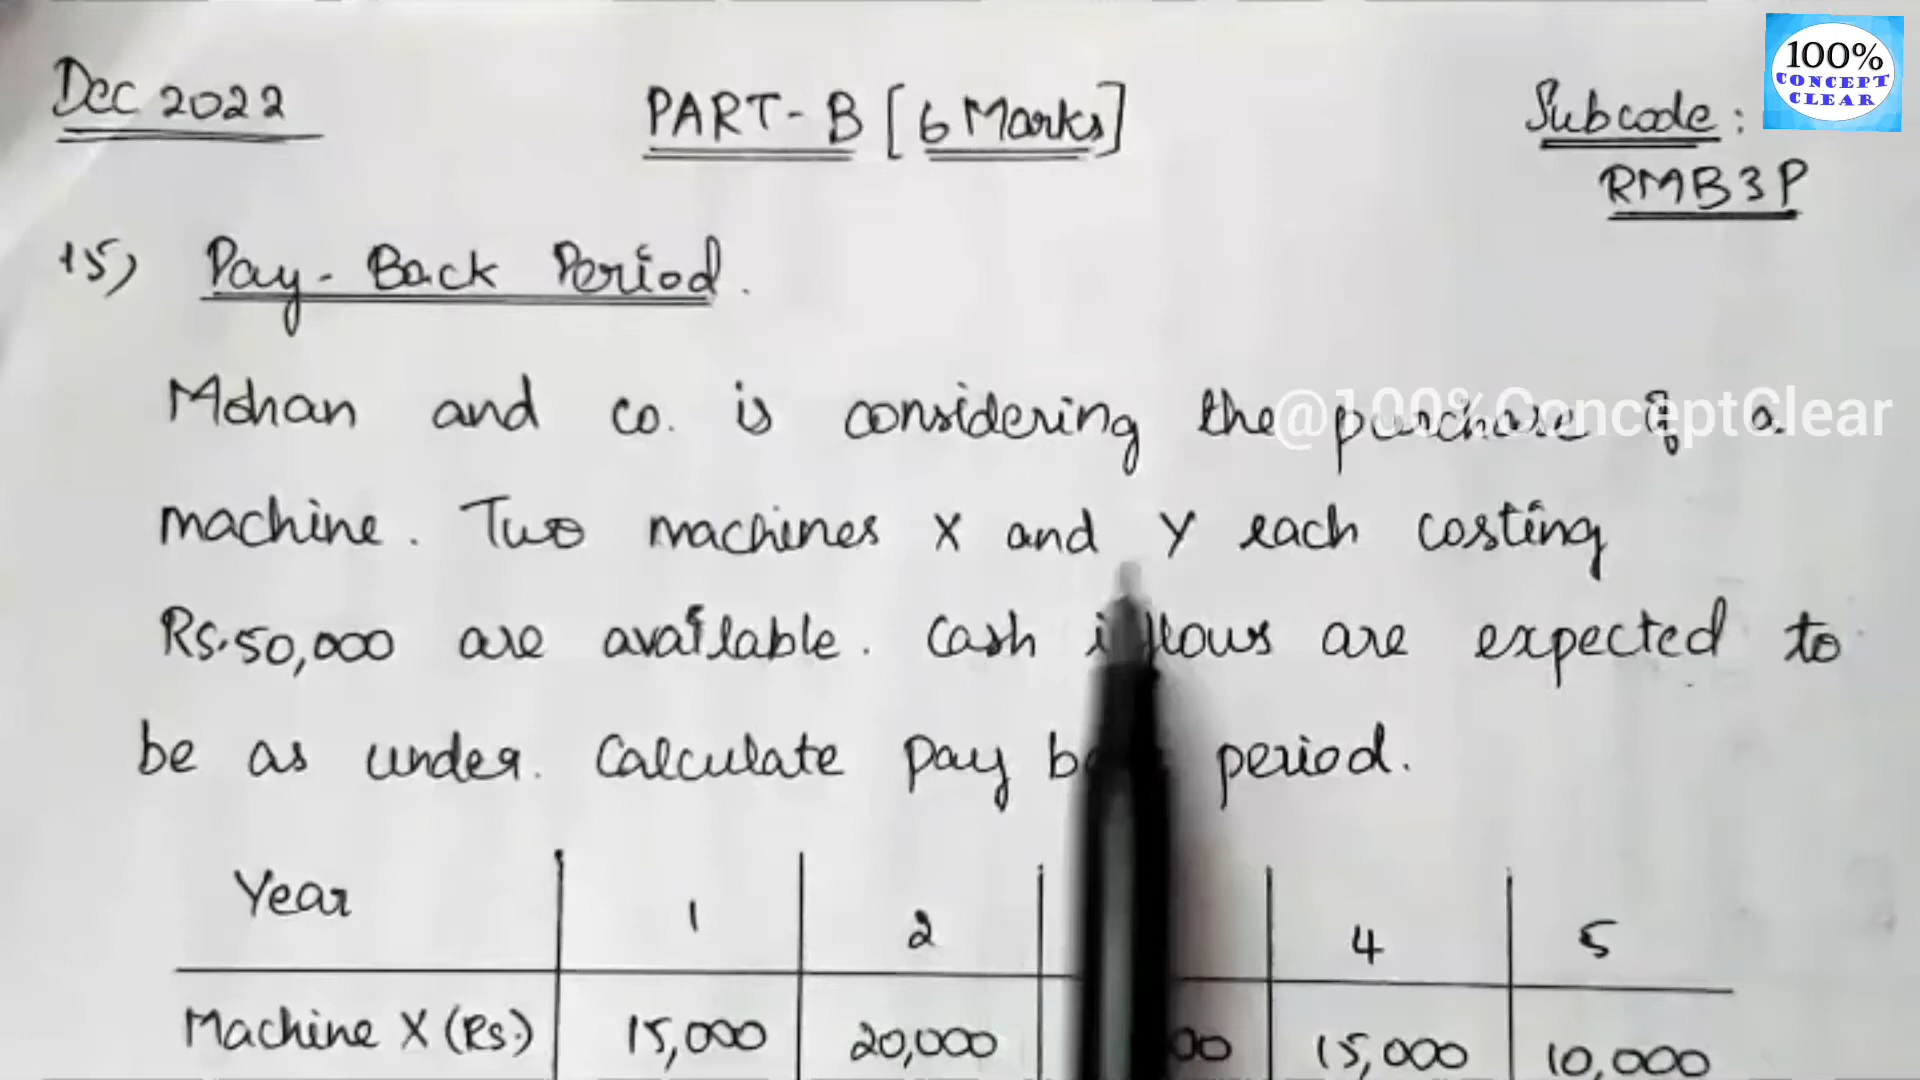 100%
CONCEPT
CLEAR
Dec 2022
PART-B [6 Marks]
Subcode:
RMB3P
15) Pay-Back Period.
Mohan and co. is considering the purchase of a
@100%ConceptClear
machine. Two machines X and Y each costing
Rs.50,000 are available. Cash are expected to
be as under. Calculate pay period.
Year 1 2 4 5
Machine X (Rs.) 15,000 20,000 15,000 10,000